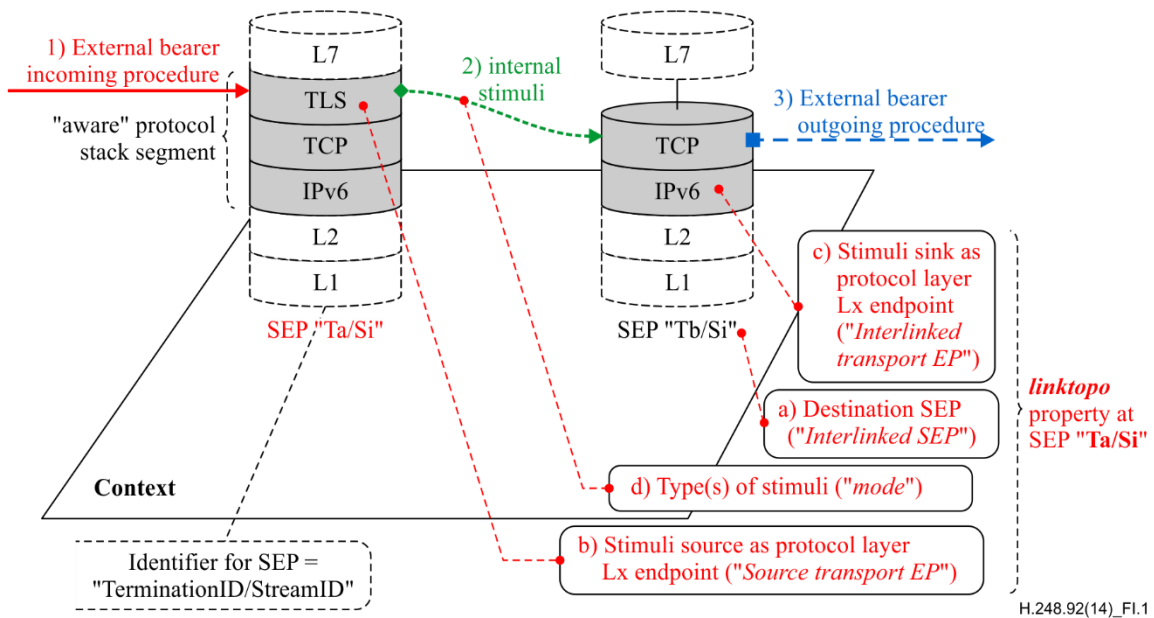 1) External bearer
incoming procedure
"aware" protocol
stack segment
L7
TLS
TCP
IPv6
L2
L1
SEP "Ta/Si"
2) internal
stimuli
L7
TCP
IPv6
L2
L1
SEP "Tb/Si"
3) External bearer
outgoing procedure
c) Stimuli sink as
protocol layer
Lx endpoint
("Interlinked
transport EP")
a) Destination SEP
("Interlinked SEP")
d) Type(s) of stimuli ("mode")
b) Stimuli source as protocol layer
Lx endpoint ("Source transport EP")
linktopo
property at
SEP "Ta/Si"
Context
Identifier for SEP =
"TerminationID/StreamID"
H.248.92(14)_FI.1